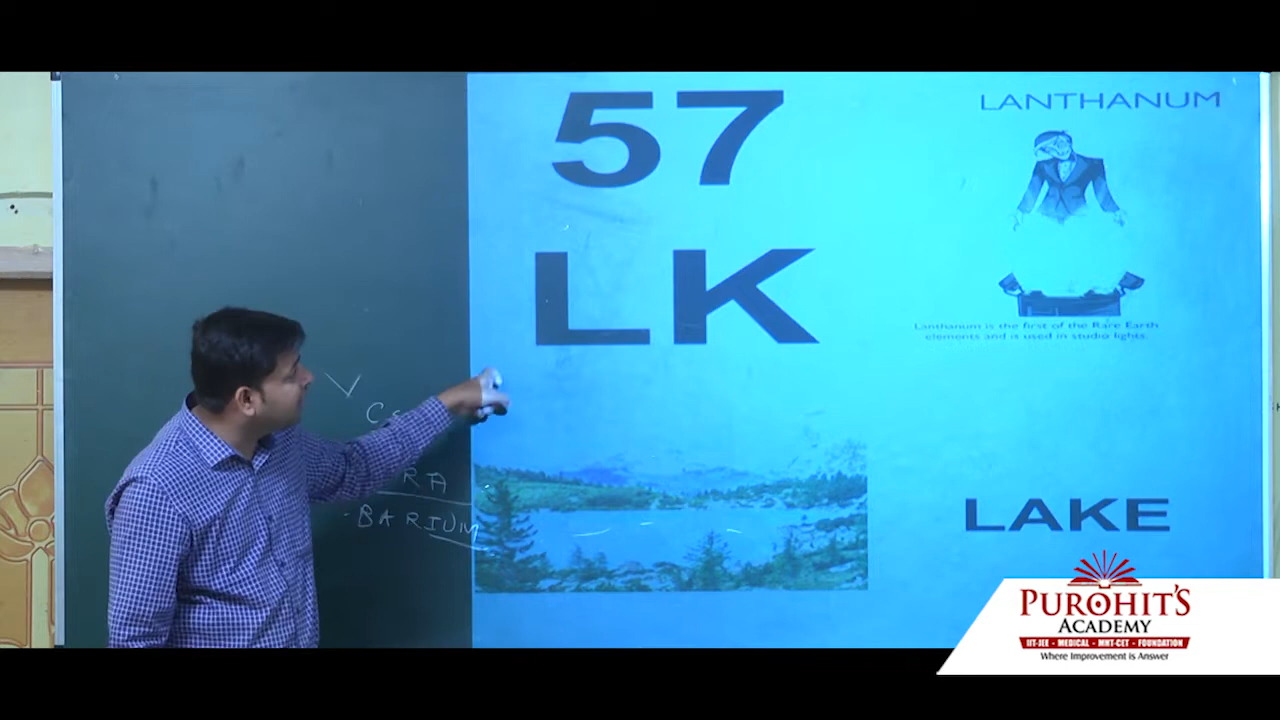 57
LANTHANUM
LK
Lanthanum is the first of the Rare Earth
elements and is used in studio lights.
Cs
RA
BARIUM
LAKE
PUROHIT'S
ACADEMY
IIT-JEE - MEDICAL - MHT-CET - FOUNDATION
Where Improvement is Answer